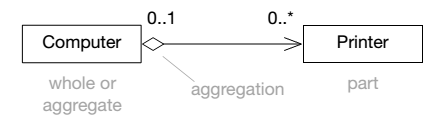 0..1 0..*
Computer Printer
whole or
aggregate
aggregation
part